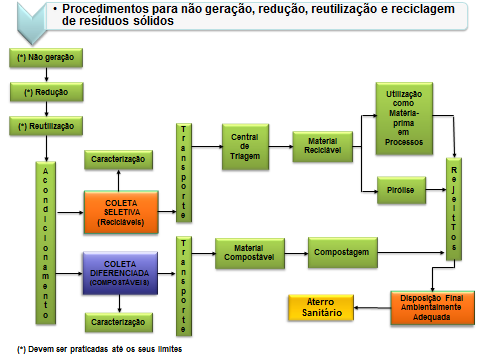 • Procedimentos para não geração, redução, reutilização e reciclagem
de resíduos sólidos
(*) Não geração
(*) Redução
(*) Reutilização
Acondicionamento
Caracterização
COLETA
SELETIVA
(Recicláveis)
COLETA
DIFERENCIADA
(COMPOSTÁVEIS)
Caracterização
Transporte
Central
de
Triagem
Material
Reciclável
Utilização
como
Matéria-
prima
em
Processos
Pirólise
Rejeitos
Transporte
Material
Compostável
Compostagem
Disposição Final
Ambientalmente
Adequada
Aterro
Sanitário
(*) Devem ser praticadas até os seus limites